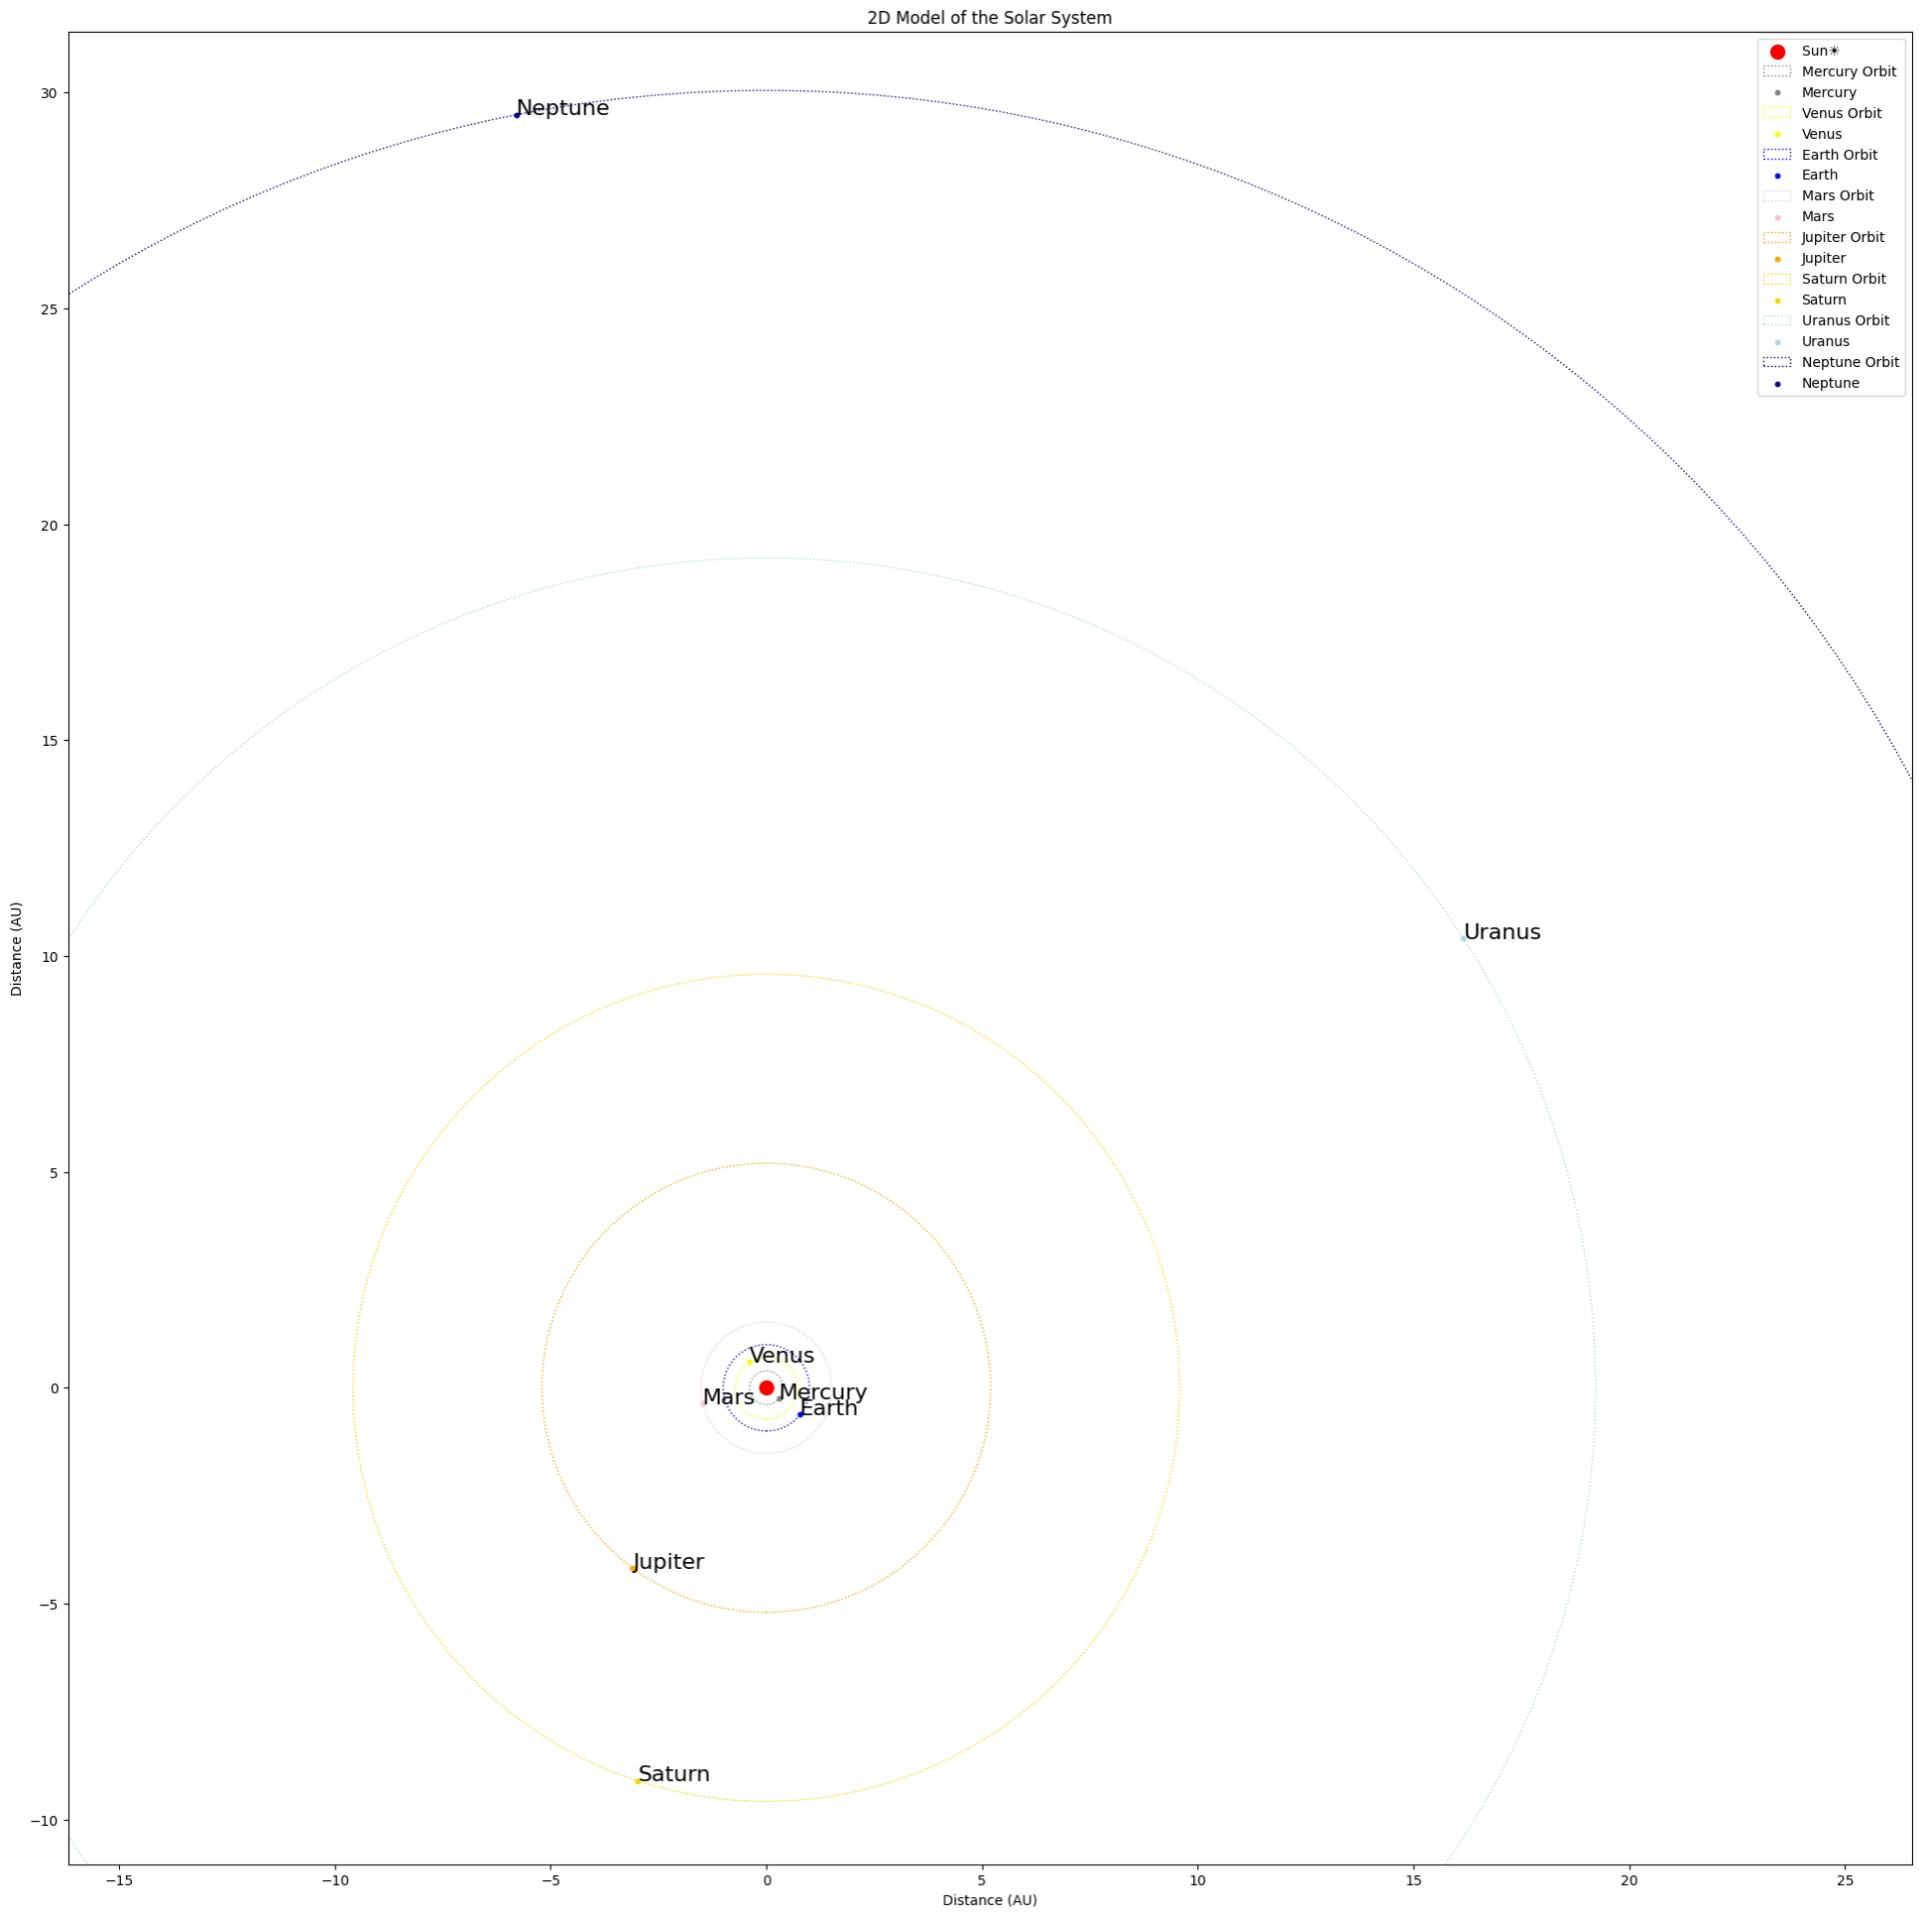 2D Model of the Solar System
Sun☀
Mercury Orbit
Mercury
Venus Orbit
Venus
Earth Orbit
Earth
Mars Orbit
Mars
Jupiter Orbit
Jupiter
Saturn Orbit
Saturn
Uranus Orbit
Uranus
Neptune Orbit
Neptune
Distance (AU)
30
25
20
15
10
5
0
−5
−10
Neptune
Uranus
Venus
Mercury
Mars
Earth
Jupiter
Saturn
−15
−10
−5
0
5
10
15
20
25
Distance (AU)